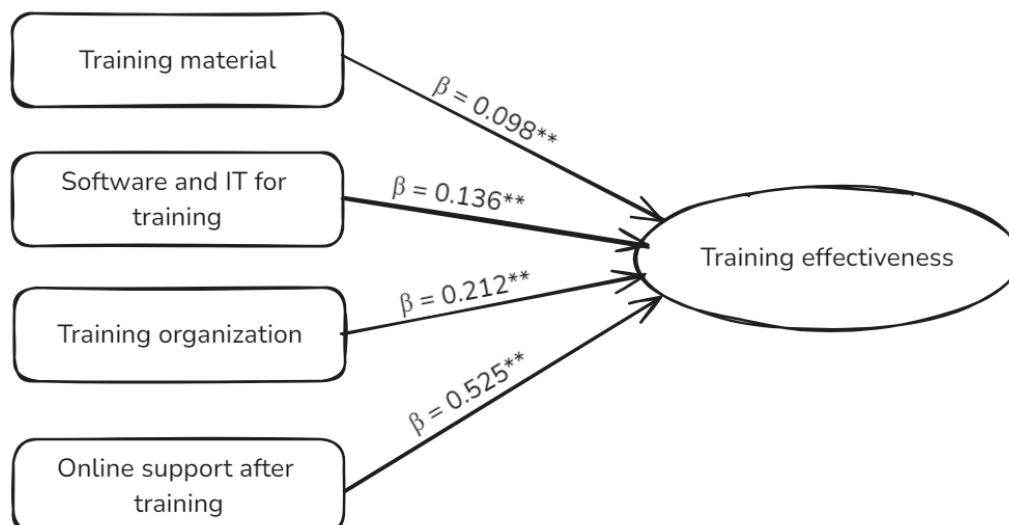 Training material
β = 0.098**
Software and IT for
training
β = 0.136**
Training effectiveness
Training organization
β = 0.212**
Online support after
training
β = 0.525**